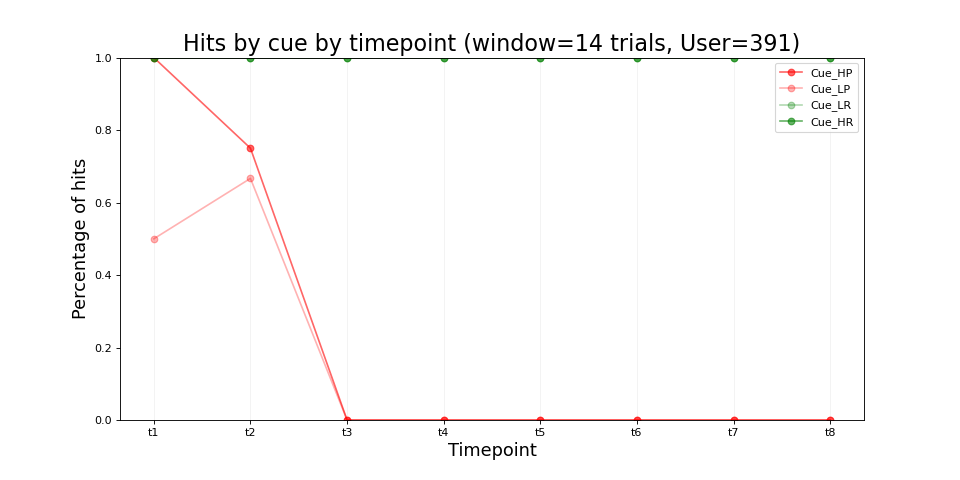 Hits by cue by timepoint (window=14 trials, User=391)
Percentage of hits
1.0
0.8
0.6
0.4
0.2
0.0
Cue_HP
Cue_LP
Cue_LR
Cue_HR
t1 t2 t3 t4 t5 t6 t7 t8
Timepoint